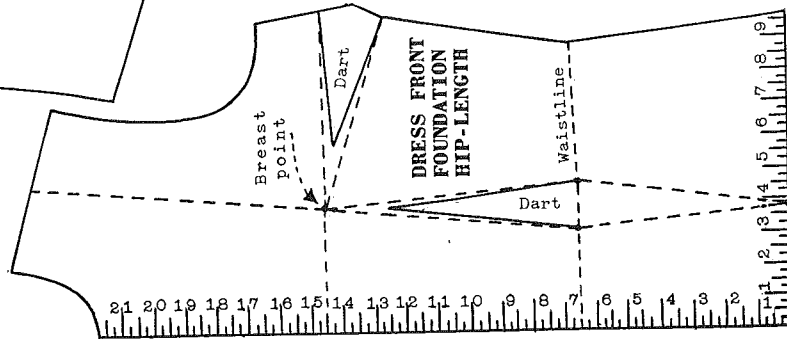 Dart
DRESS FRONT
FOUNDATION
HIP-LENGTH
Waistline
Breast
point
Dart
9
8
7
6
5
4
3
2
1
21 20 19 18 17 16 15 14 13 12 11 10 9 8 7 6 5 4 3 2 1